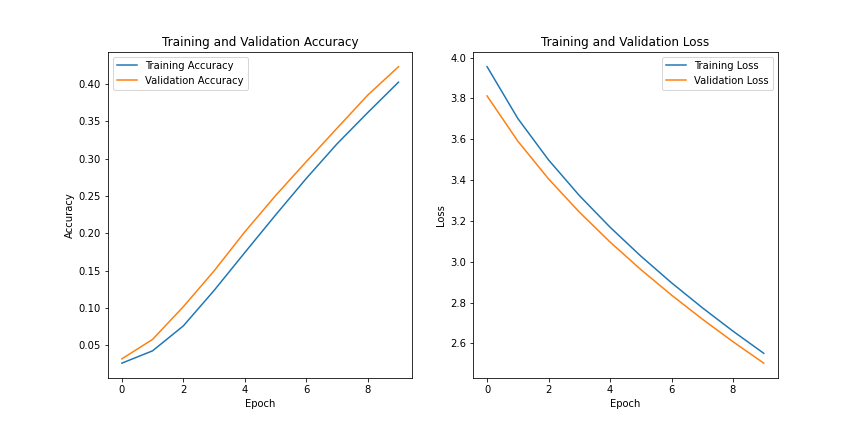 Training and Validation Accuracy
Training Accuracy
Validation Accuracy
0.40
0.35
0.30
0.25
0.20
0.15
0.10
0.05
Accuracy
0 2 4 6 8
Epoch
Training and Validation Loss
Training Loss
Validation Loss
4.0
3.8
3.6
3.4
3.2
3.0
2.8
2.6
Loss
0 2 4 6 8
Epoch